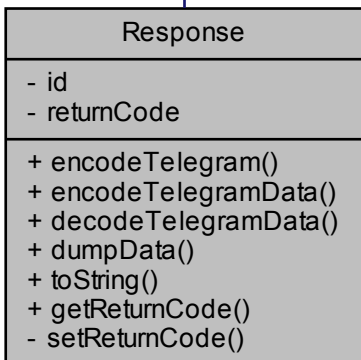 Response
- id
- returnCode
+ encodeTelegram()
+ encodeTelegramData()
+ decodeTelegramData()
+ dumpData()
+ toString()
+ getReturnCode()
- setReturnCode()